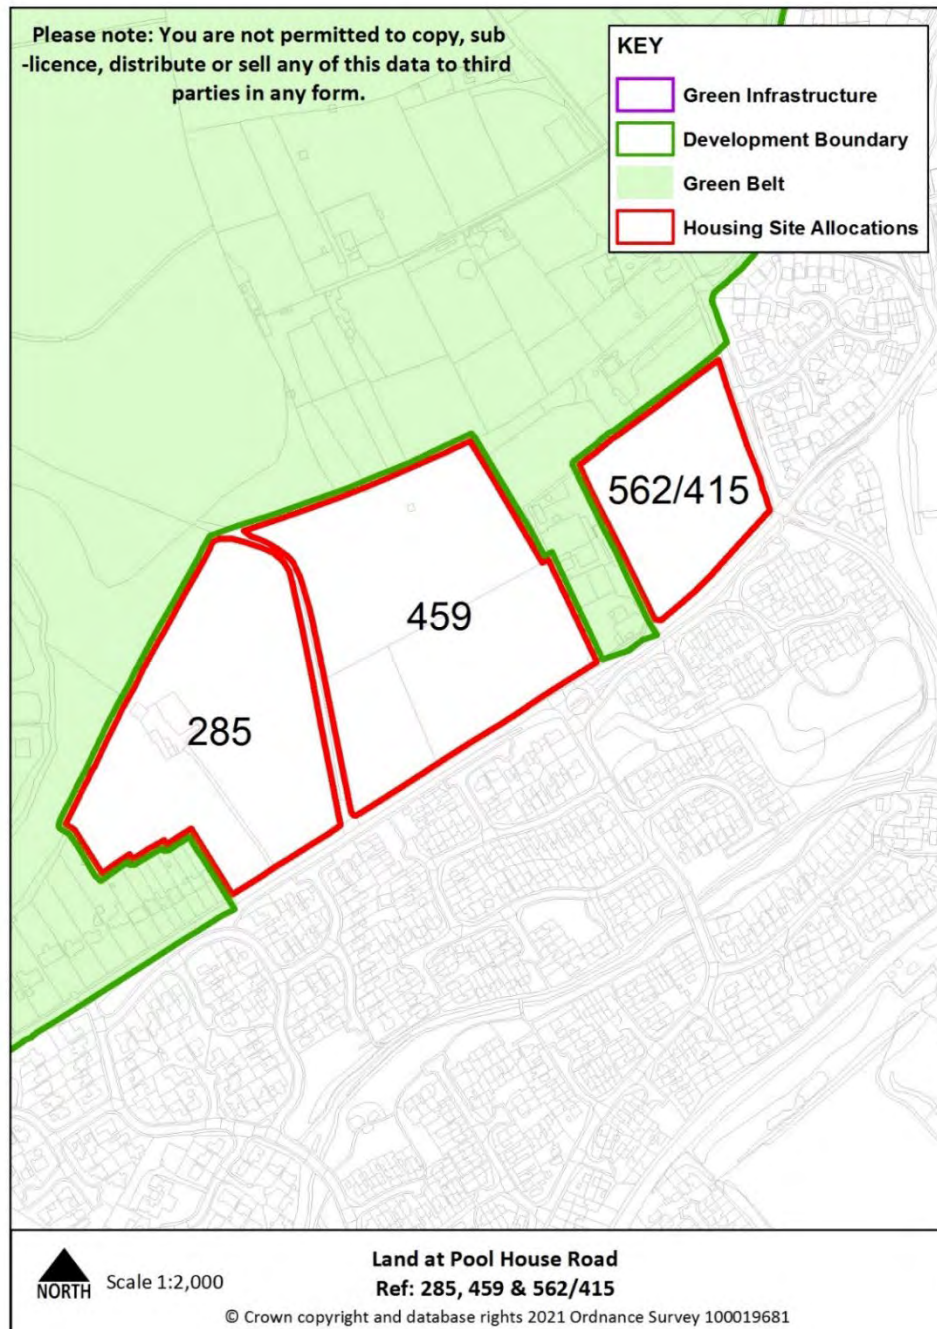 Please note: You are not permitted to copy, sub
-licence, distribute or sell any of this data to third
parties in any form.
KEY
Green Infrastructure
Development Boundary
Green Belt
Housing Site Allocations
562/415
459
285
NORTH
Scale 1:2,000
Land at Pool House Road
Ref: 285, 459 & 562/415
© Crown copyright and database rights 2021 Ordnance Survey 100019681